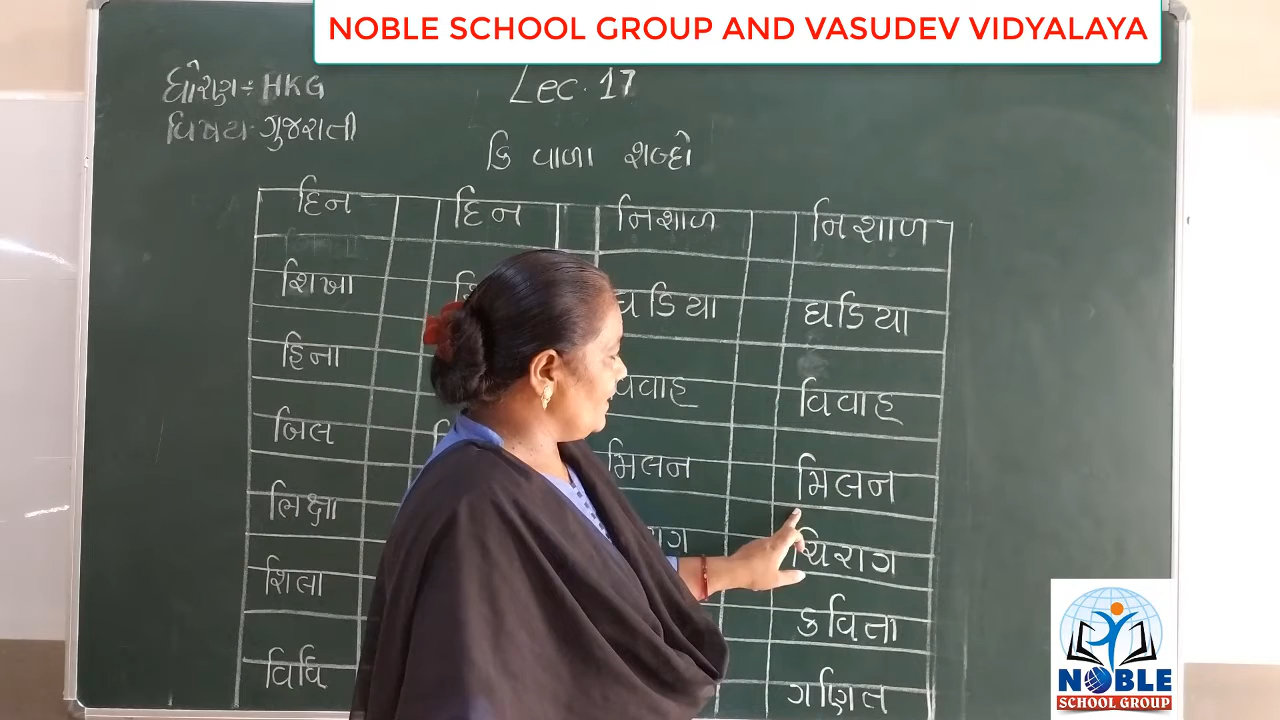 NOBLE SCHOOL GROUP AND VASUDEV VIDYALAYA
ધોરણ :- HKG
Lec. 17
વિષય - ગુજરાતી
કિ વાળા શબ્દો
દિન દિન નિશાળ નિશાળ
શિખા ઘડિયા ઘડિયા
હિના વિવાહ
બિલ મિલન મિલન
ભિક્ષા ચિરાગ
શિલા કવિતા
વિધિ ગણિત
NOBLE
SCHOOL GROUP